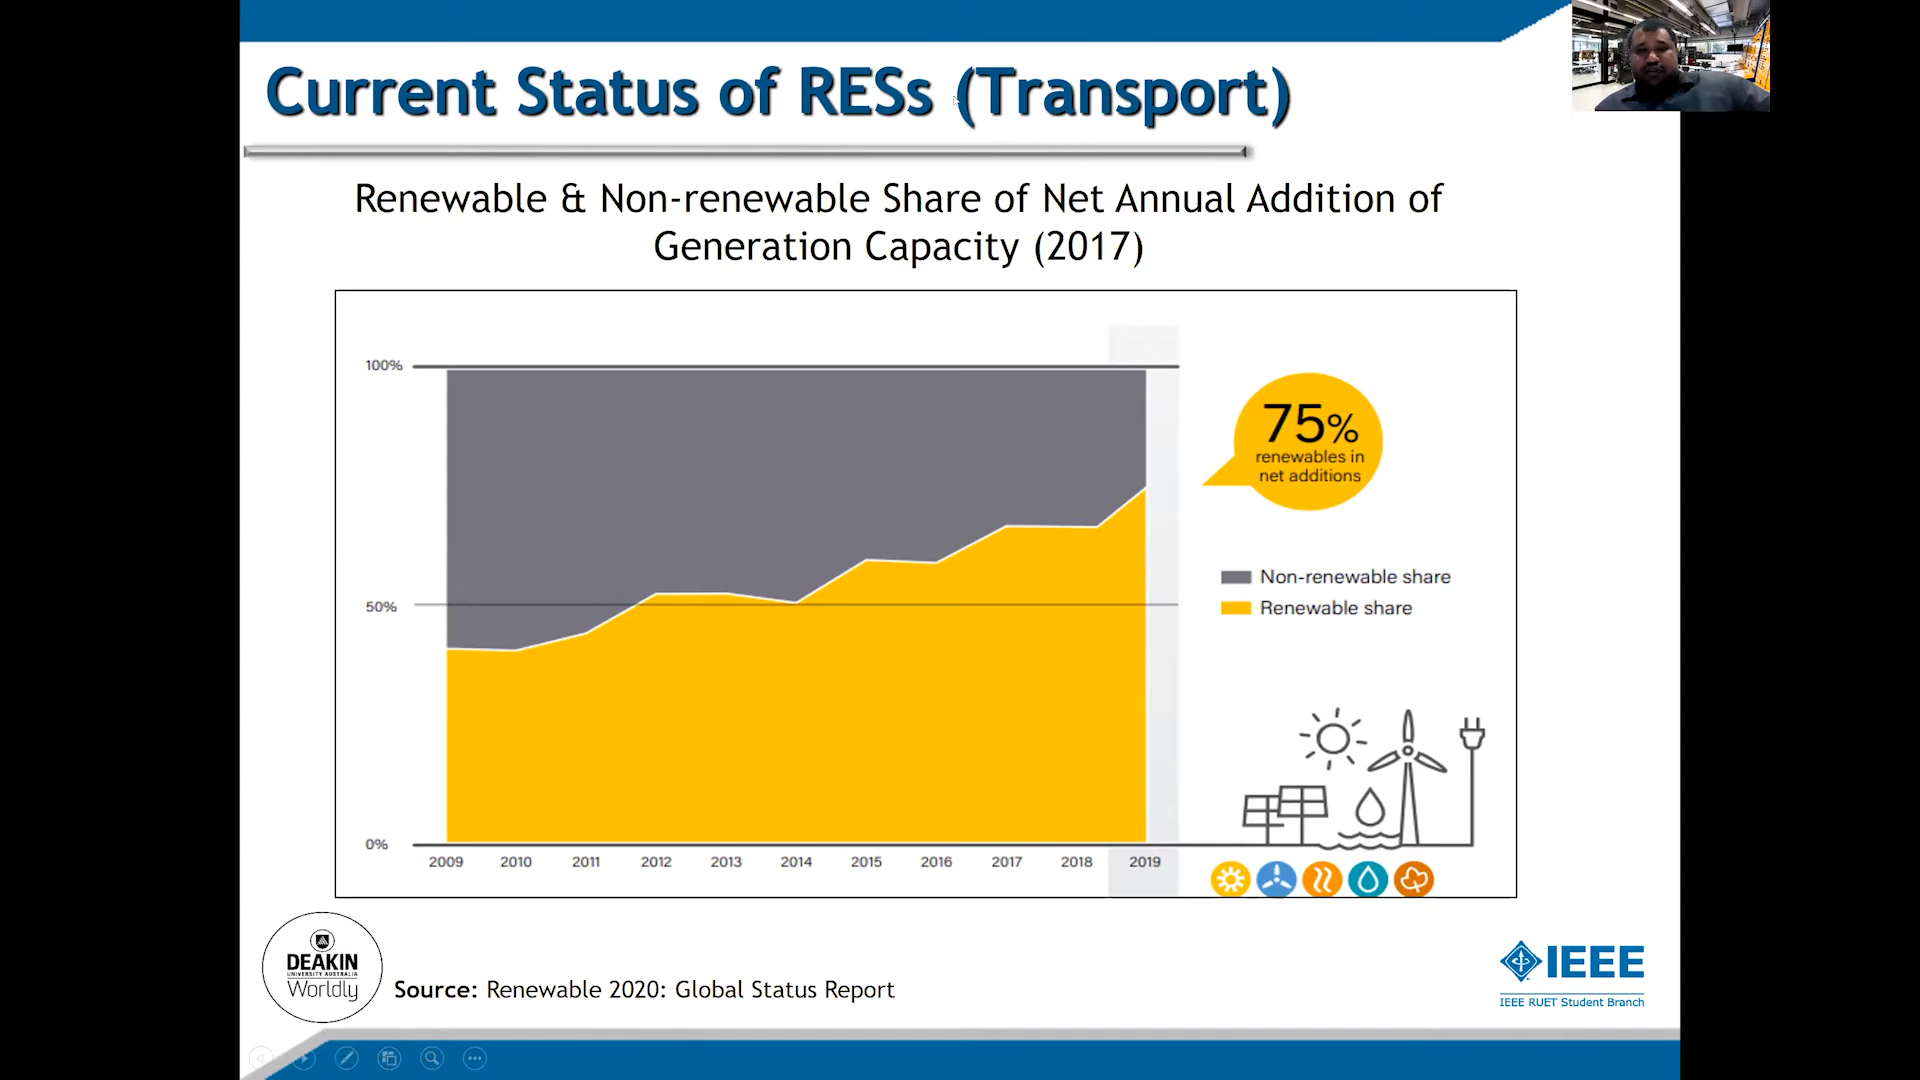 Current Status of RESs (Transport)
Renewable & Non-renewable Share of Net Annual Addition of
Generation Capacity (2017)
100%
75%
renewables in
net additions
Non-renewable share
50%
Renewable share
0%
2009 2010 2011 2012 2013 2014 2015 2016 2017 2018 2019
DEAKIN
UNIVERSITY AUSTRALIA
Worldly
Source: Renewable 2020: Global Status Report
IEEE
IEEE RUET Student Branch